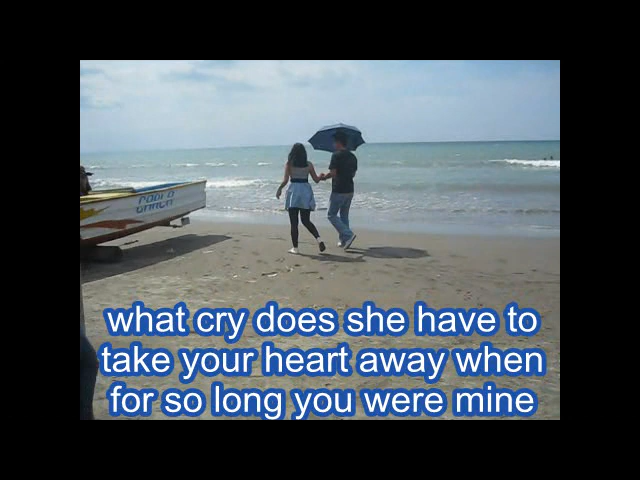 what cry does she have to
take your heart away when
for so long you were mine